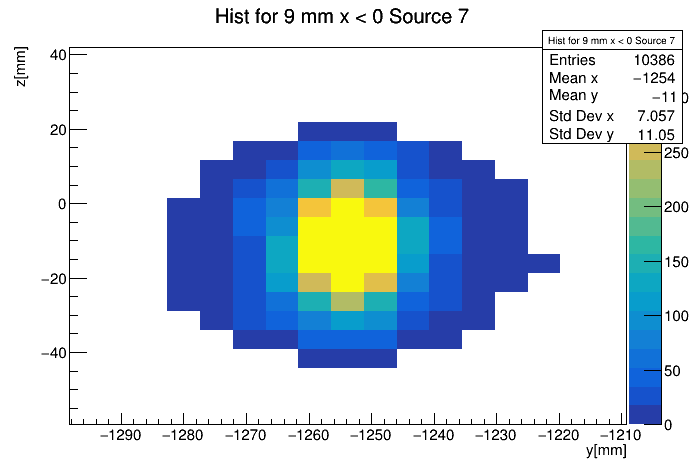 Hist for 9 mm x < 0 Source 7
z[mm]
Hist for 9 mm x < 0 Source 7
Entries 10386
Mean x −1254
Mean y −11
Std Dev x 7.057
Std Dev y 11.05
40
20
0
−20
−40
250
200
150
100
50
0
−1290 −1280 −1270 −1260 −1250 −1240 −1230 −1220 −1210
y[mm]